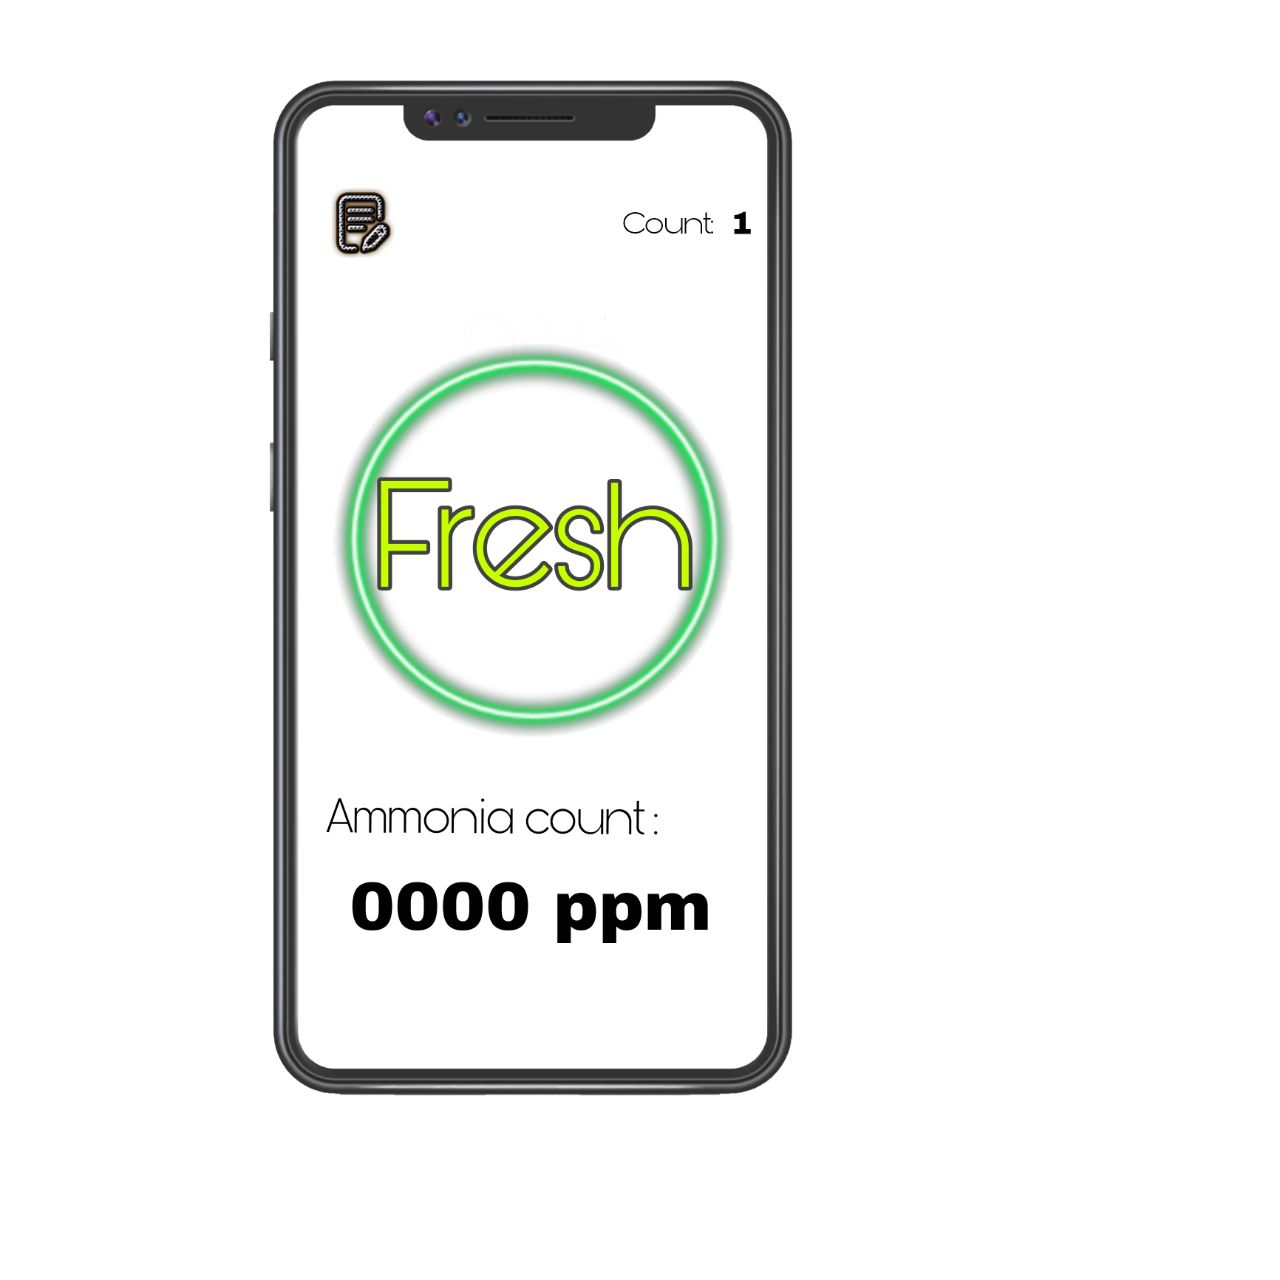 Count: 1
Fresh
Ammonia count :
0000 ppm